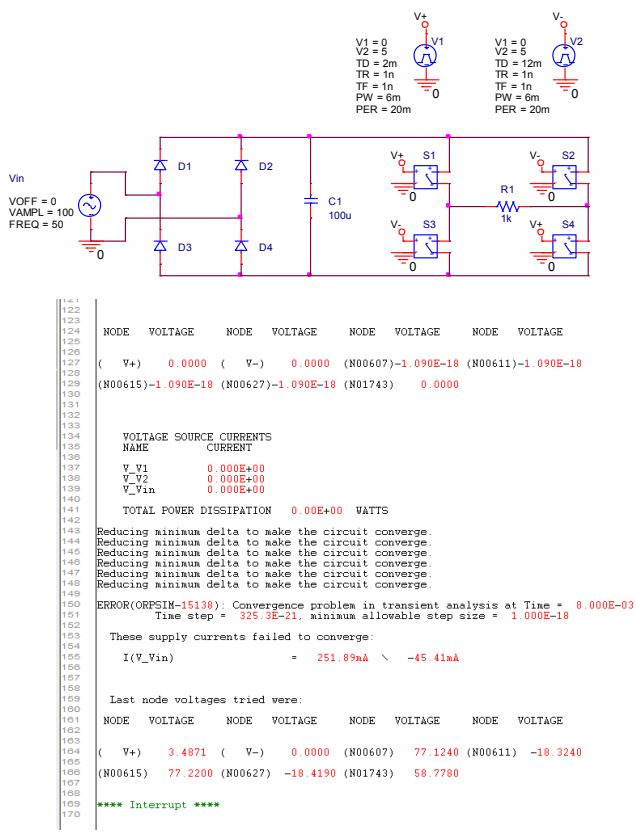 V+
V1 = 0
V2 = 5
TD = 2m
TR = 1n
TF = 1n
PW = 6m
PER = 20m
V1
0
V-
V1 = 0
V2 = 5
TD = 12m
TR = 1n
TF = 1n
PW = 6m
PER = 20m
V2
0
Vin
VOFF = 0
VAMPL = 100
FREQ = 50
0
D1
D2
D3
D4
C1
100u
V+
S1
0
V-
S2
0
R1
1k
V-
S3
0
V+
S4
0
121
122
123
124 NODE VOLTAGE NODE VOLTAGE NODE VOLTAGE NODE VOLTAGE
125
126
127 ( V+) 0.0000 ( V-) 0.0000 (N00607)-1.090E-18 (N00611)-1.090E-18
128
129 (N00615)-1.090E-18 (N00627)-1.090E-18 (N01743) 0.0000
130
131
132
133
134 VOLTAGE SOURCE CURRENTS
135 NAME CURRENT
136
137 V_V1 0.000E+00
138 V_V2 0.000E+00
139 V_Vin 0.000E+00
140
141 TOTAL POWER DISSIPATION 0.00E+00 WATTS
142
143 Reducing minimum delta to make the circuit converge.
144 Reducing minimum delta to make the circuit converge.
145 Reducing minimum delta to make the circuit converge.
146 Reducing minimum delta to make the circuit converge.
147 Reducing minimum delta to make the circuit converge.
148 Reducing minimum delta to make the circuit converge.
149
150 ERROR(ORPSIM-15138): Convergence problem in transient analysis at Time = 8.000E-03
151 Time step = 325.3E-21, minimum allowable step size = 1.000E-18
152
153 These supply currents failed to converge:
154
155 I(V_Vin) = 251.89mA \ -45.41mA
156
157
158
159 Last node voltages tried were:
160
161 NODE VOLTAGE NODE VOLTAGE NODE VOLTAGE NODE VOLTAGE
162
163
164 ( V+) 3.4871 ( V-) 0.0000 (N00607) 77.1240 (N00611) -18.3240
165
166 (N00615) 77.2200 (N00627) -18.4190 (N01743) 58.7780
167
168
169 **** Interrupt ****
170